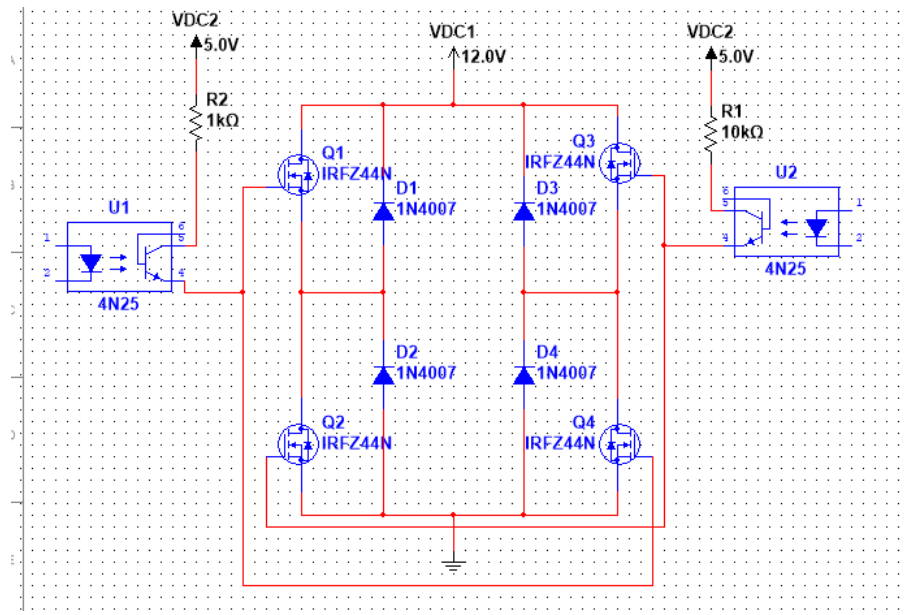 VDC2
5.0V
VDC1
12.0V
VDC2
5.0V
R2
1kΩ
R1
10kΩ
Q1
IRFZ44N
Q3
IRFZ44N
U1
U2
D1
1N4007
D3
1N4007
1
2
6
5
4
4N25
6
5
4
1
2
4N25
D2
1N4007
D4
1N4007
Q2
IRFZ44N
Q4
IRFZ44N